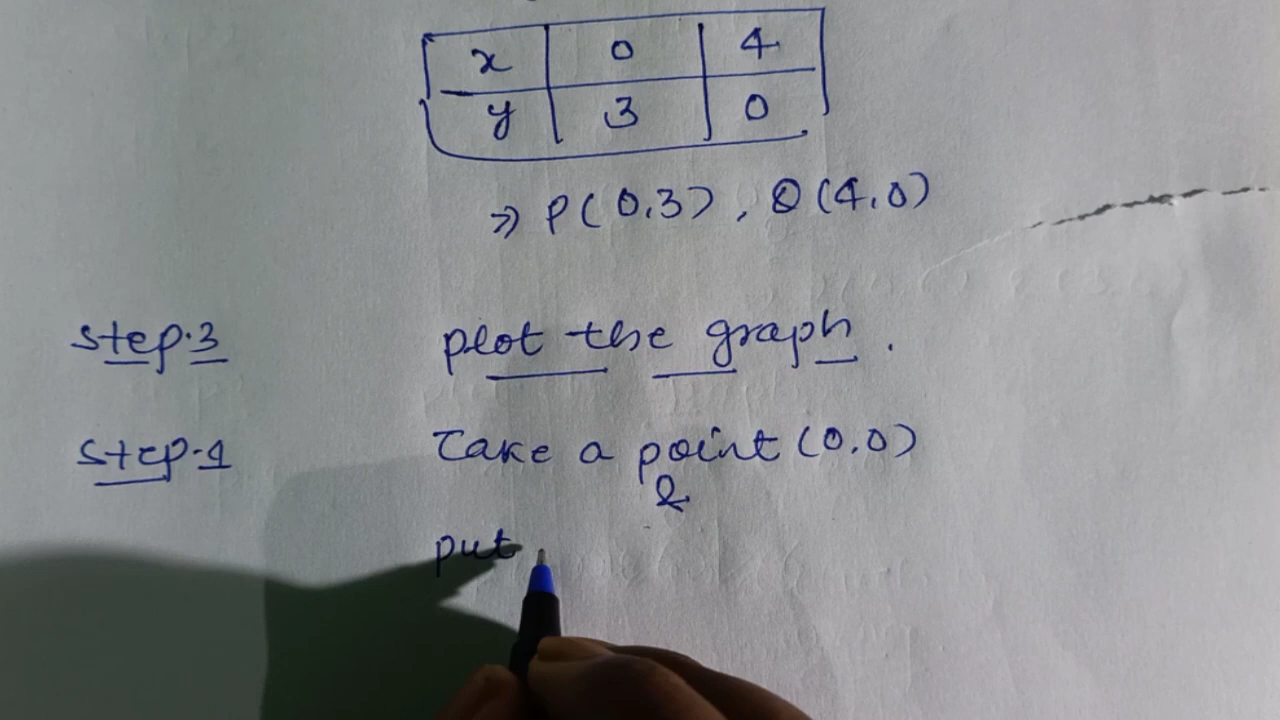 x 0 4
y 3 0
⇒ P(0,3), Q(4,0)
step.3 plot the graph.
step.4 Take a point (0,0)
&
put